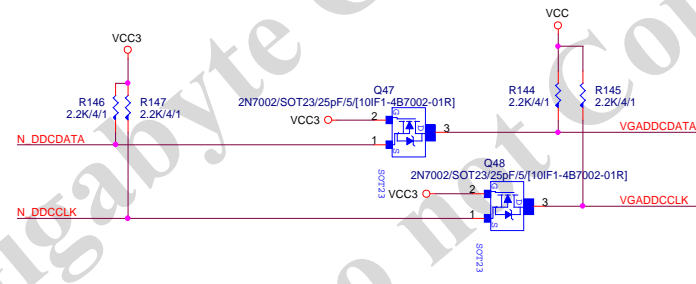 VCC3
VCC
R146
2.2K/4/1
R147
2.2K/4/1
Q47
2N7002/SOT23/25pF/5/[10IF1-4B7002-01R]
R144
2.2K/4/1
R145
2.2K/4/1
VCC3
2
G
D
S
1
3
N_DDCDATA
VGADDCDATA
SOT23
Q48
2N7002/SOT23/25pF/5/[10IF1-4B7002-01R]
VCC3
2
G
D
S
1
3
N_DDCCLK
VGADDCCLK
SOT23
igabyte Co
o not Co